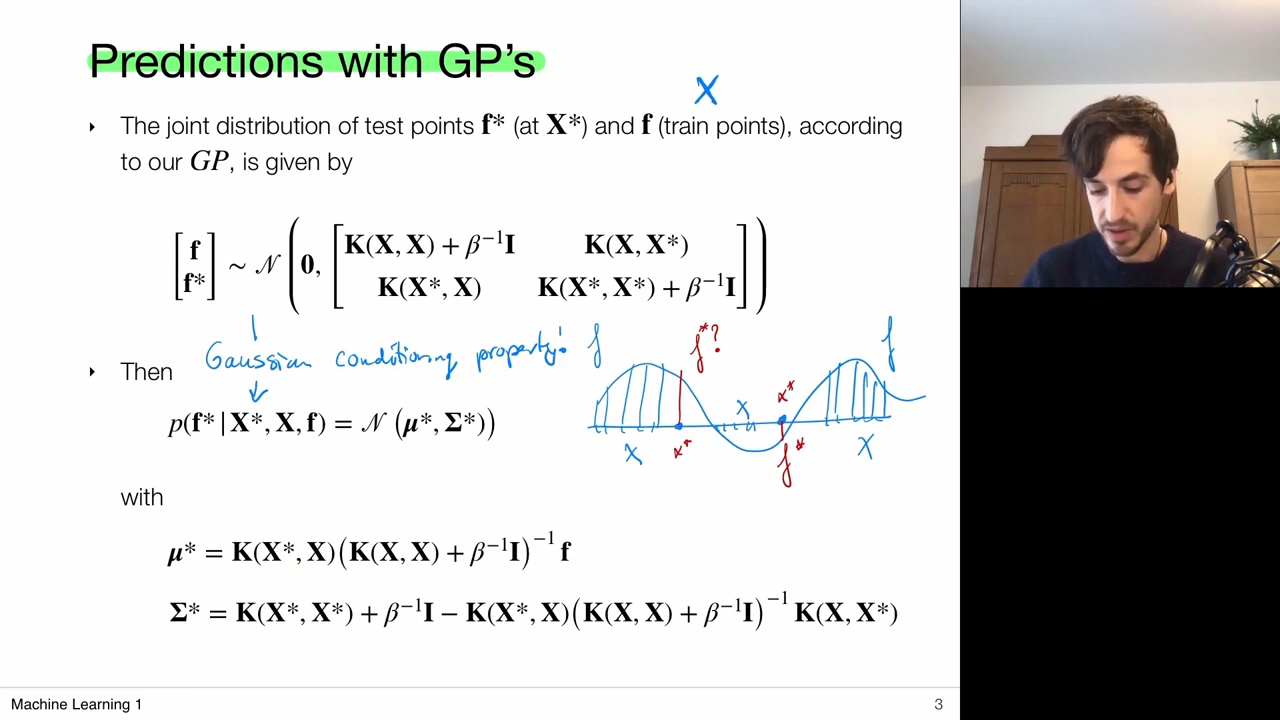 Predictions with GP's
X
‣ The joint distribution of test points f* (at X*) and f (train points), according
to our GP, is given by
[f f*] ∼ 𝒩 (0, [K(X, X) + β⁻¹I K(X, X*)
K(X*, X) K(X*, X*) + β⁻¹I])
Gaussian conditioning property!
f f*? f
‣ Then
x*
X
p(f* | X*, X, f) = 𝒩 (μ*, Σ*))
X x* f* X
with
μ* = K(X*, X)(K(X, X) + β⁻¹I)⁻¹ f
Σ* = K(X*, X*) + β⁻¹I − K(X*, X)(K(X, X) + β⁻¹I)⁻¹ K(X, X*)
Machine Learning 1
3